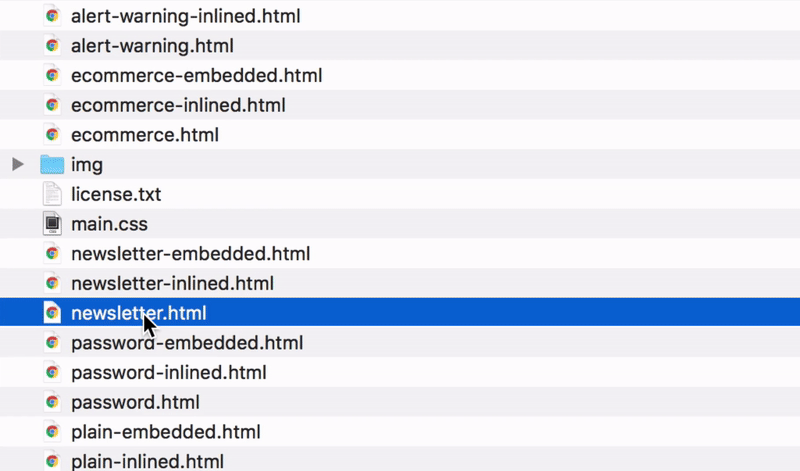 alert-warning-inlined.html
alert-warning.html
ecommerce-embedded.html
ecommerce-inlined.html
ecommerce.html
img
license.txt
main.css
newsletter-embedded.html
newsletter-inlined.html
newsletter.html
password-embedded.html
password-inlined.html
password.html
plain-embedded.html
plain-inlined.html